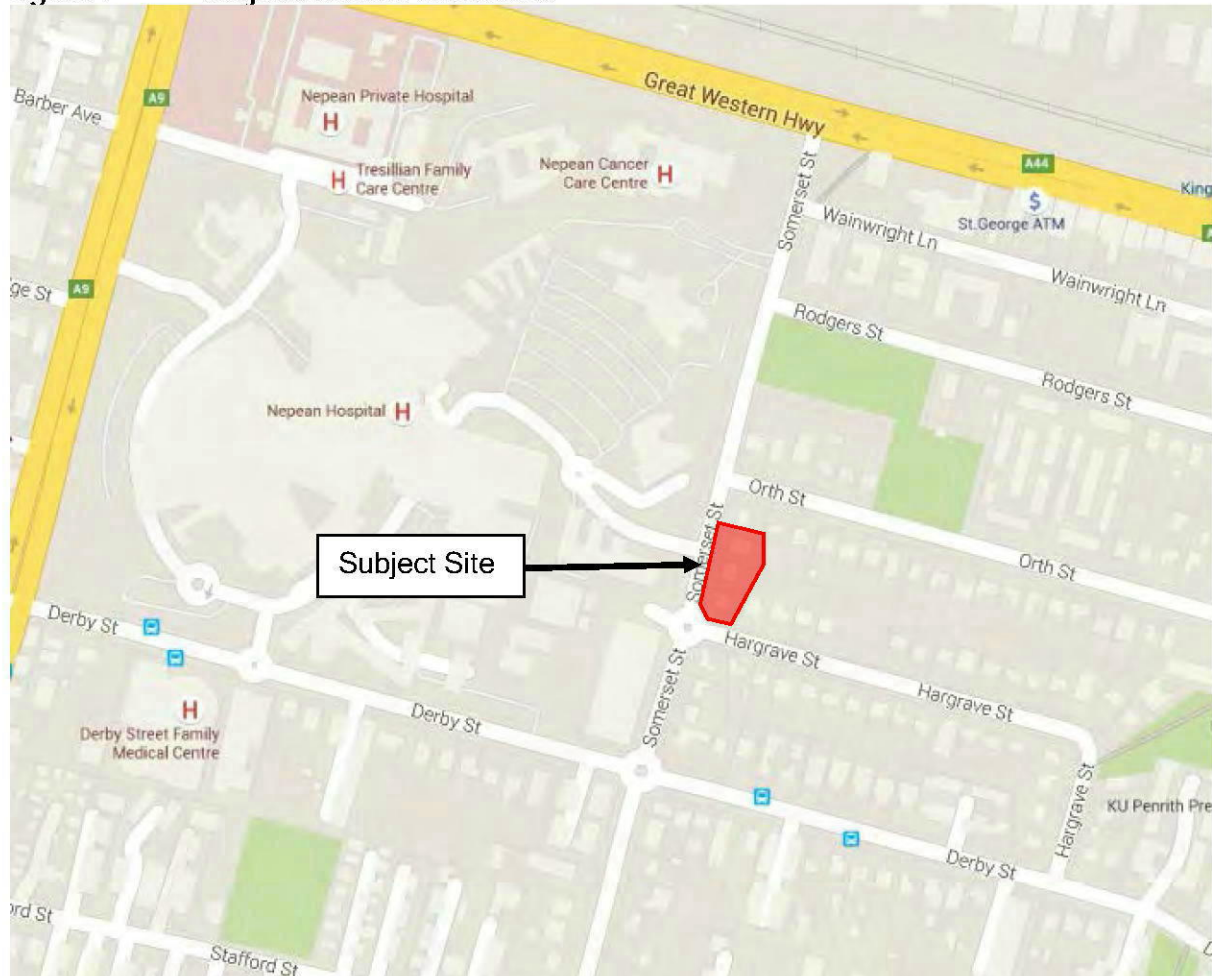 Great Western Hwy
Barber Ave
A9
Nepean Private Hospital
H
Tresillian Family
Care Centre
H
Nepean Cancer
Care Centre
H
Somerset St
A44
King
$
St.George ATM
Wainwright Ln
Wainwright Ln
ge St
A9
Rodgers St
Rodgers St
Nepean Hospital
H
Orth St
Somerset St
Orth St
Subject Site
Derby St
Hargrave St
Hargrave St
Somerset St
H
Derby Street Family
Medical Centre
Derby St
Hargrave St
KU Penrith Pre
Derby St
ord St
Stafford St